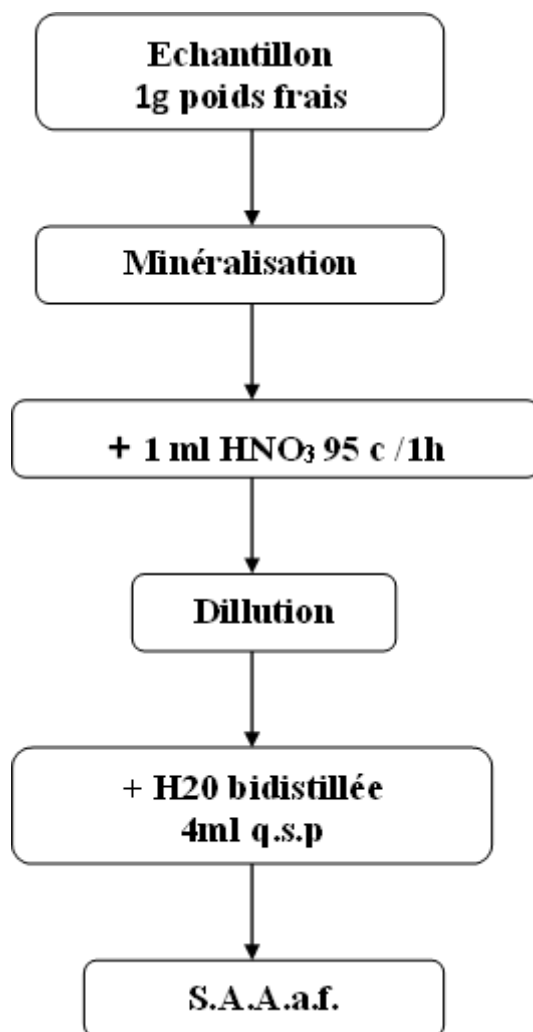 Echantillon
1g poids frais
Minéralisation
+ 1 ml HNO₃ 95 c /1h
Dillution
+ H20 bidistillée
4ml q.s.p
S.A.A.a.f.